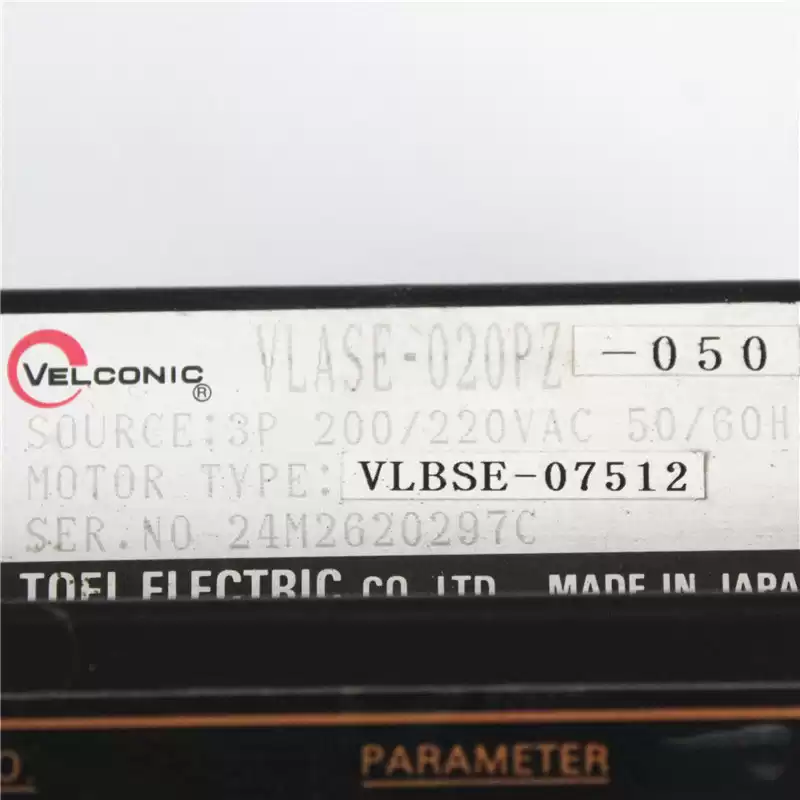 VELCONIC® VLASE-020PZ -050
SOURCE:3P 200/220VAC 50/60H
MOTOR TYPE: VLBSE-07512
SER.NO 24M2620297C
TOEI ELECTRIC CO. LTD. MADE IN JAPA
O. PARAMETER